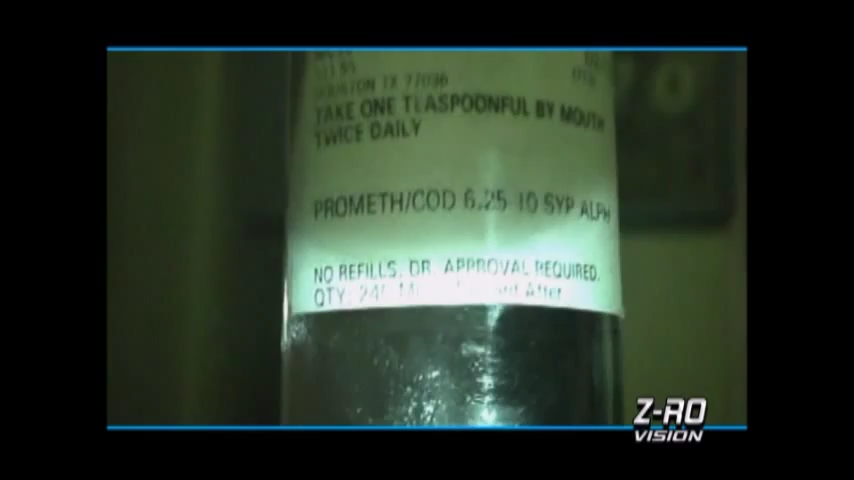 HOUSTON TX 77036
TAKE ONE TEASPOONFUL BY MOUTH
TWICE DAILY
PROMETH/COD 6.25 10 SYP ALPH
NO REFILLS. DR. APPROVAL REQUIRED.
QTY: After
Z-RO
VISION